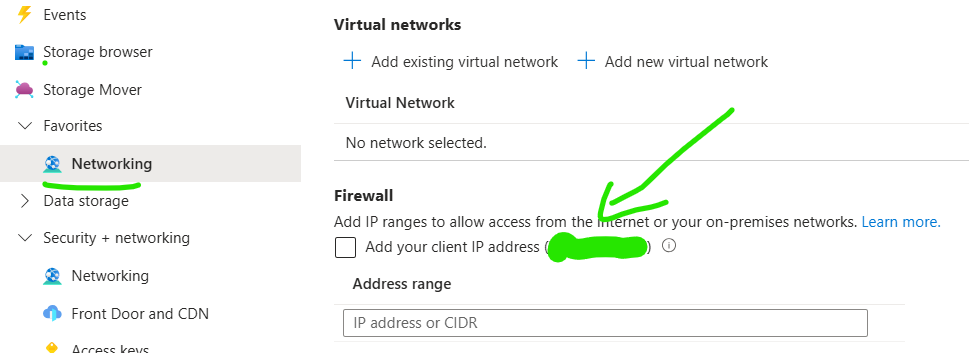 Events
Storage browser
Storage Mover
Favorites
Networking
Data storage
Security + networking
Networking
Front Door and CDN
Access keys
Virtual networks
Add existing virtual network Add new virtual network
Virtual Network
No network selected.
Firewall
Add IP ranges to allow access from the internet or your on-premises networks. Learn more.
Add your client IP address ( )
Address range
IP address or CIDR